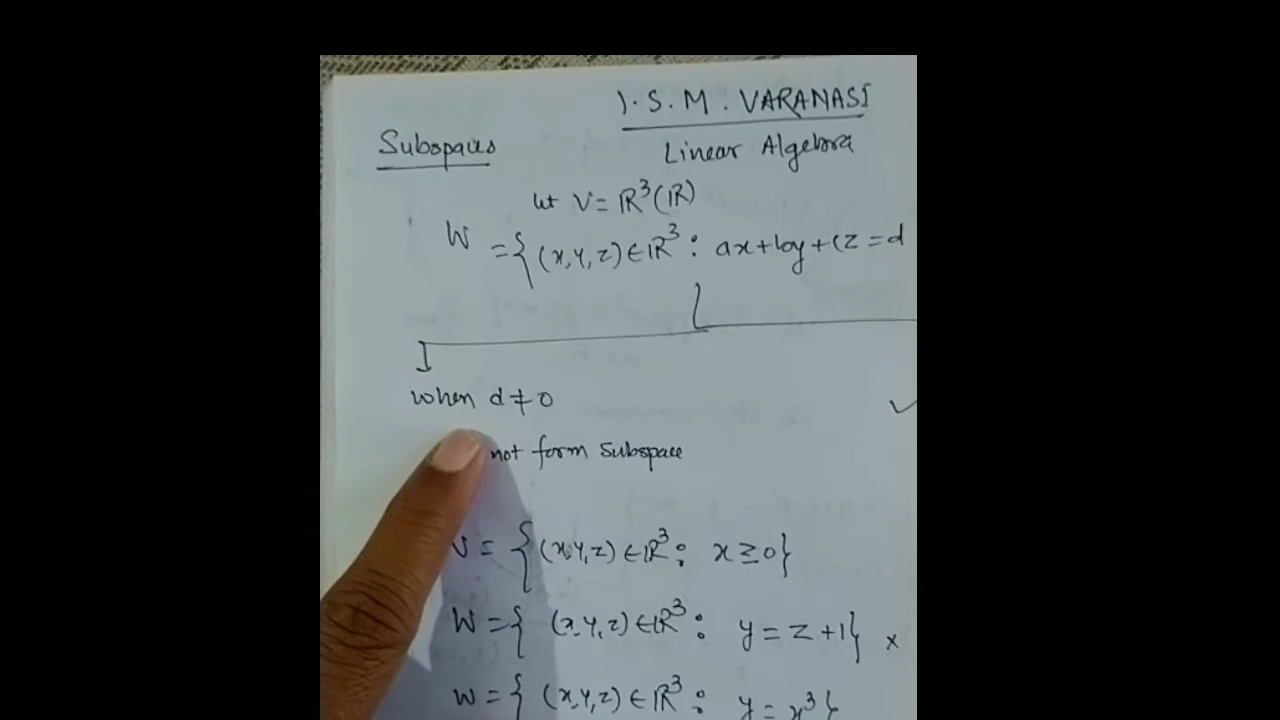 I.S.M. VARANASI
Subspaces
Linear Algebra
let V = ℝ³(ℝ)
W = { (x,y,z) ∈ ℝ³ : ax+by+cz = d
when d ≠ 0
not form Subspace
V = { (x,y,z) ∈ ℝ³ : x ≥ 0 }
W = { (x,y,z) ∈ ℝ³ : y = z+1 } ×
W = { (x,y,z) ∈ ℝ³ : y = x³ }